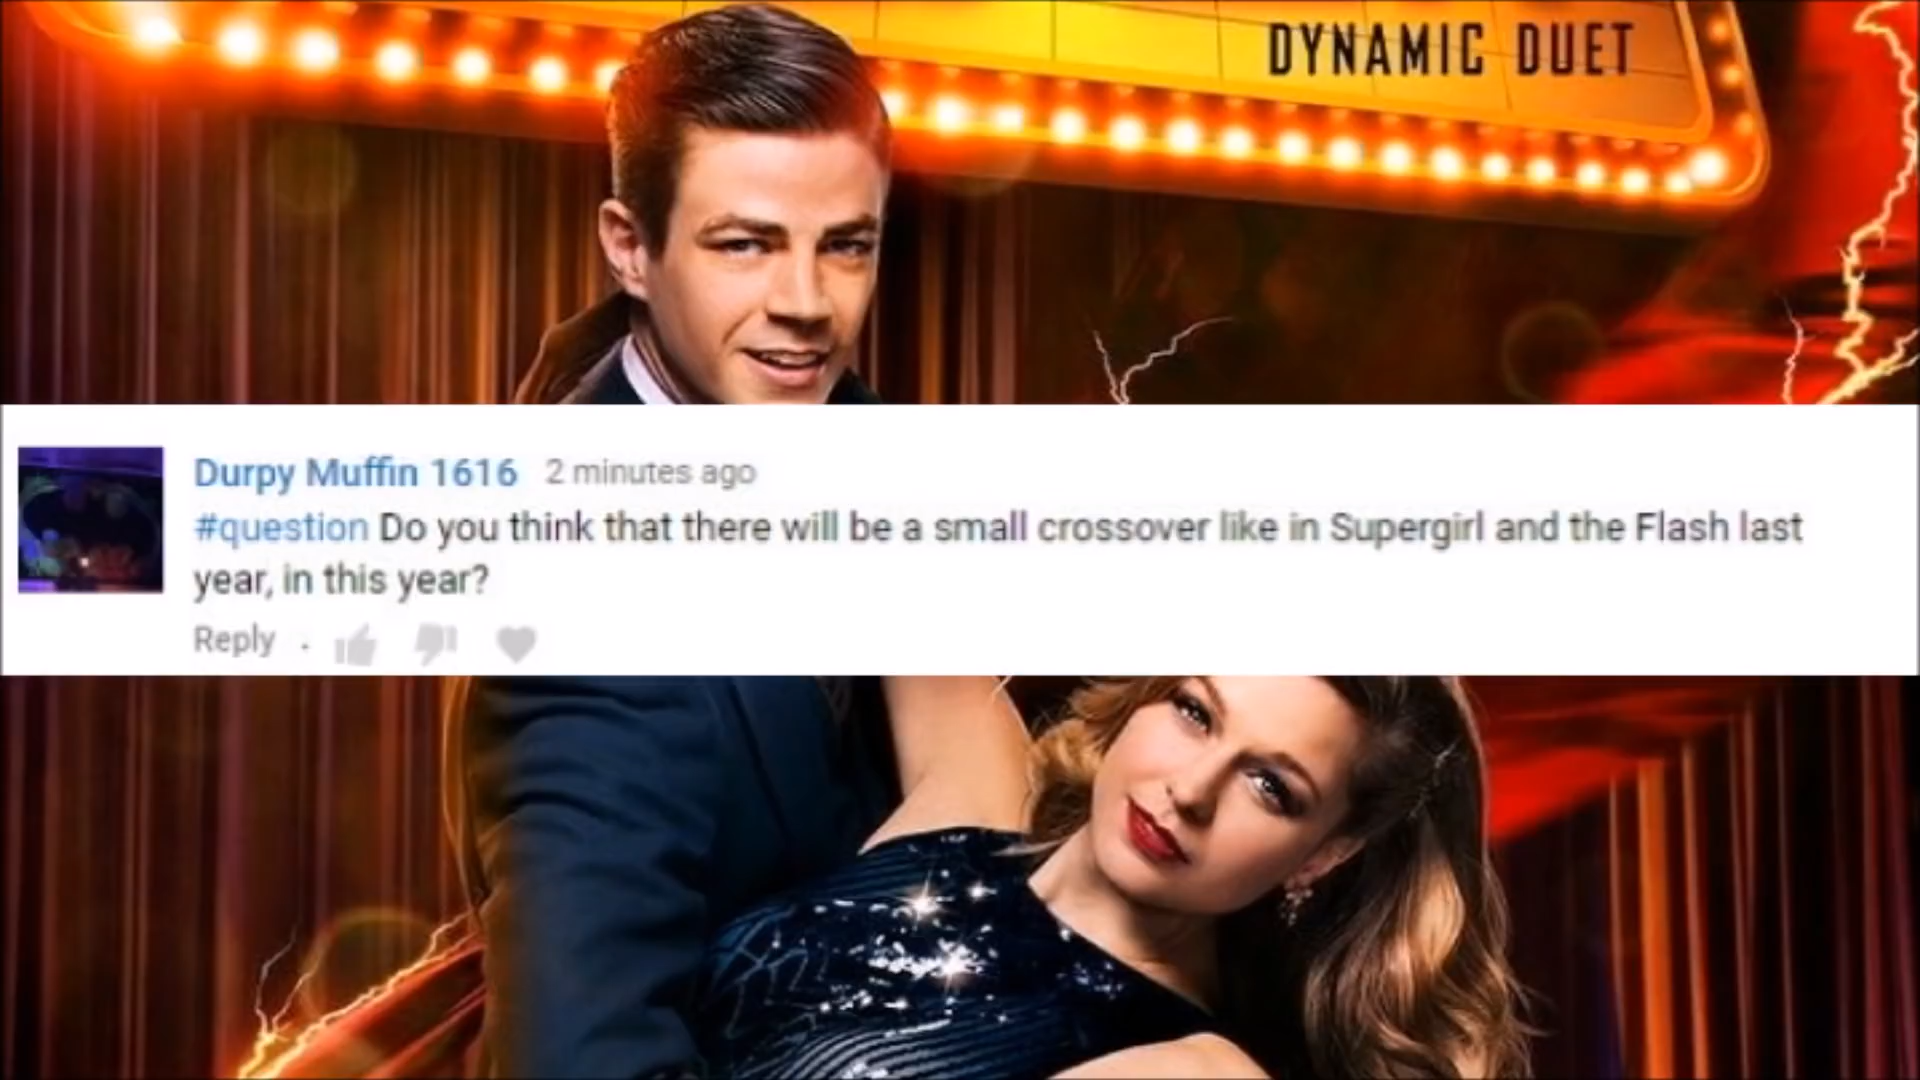 DYNAMIC DUET
Durpy Muffin 1616 2 minutes ago
#question Do you think that there will be a small crossover like in Supergirl and the Flash last
year, in this year?
Reply .